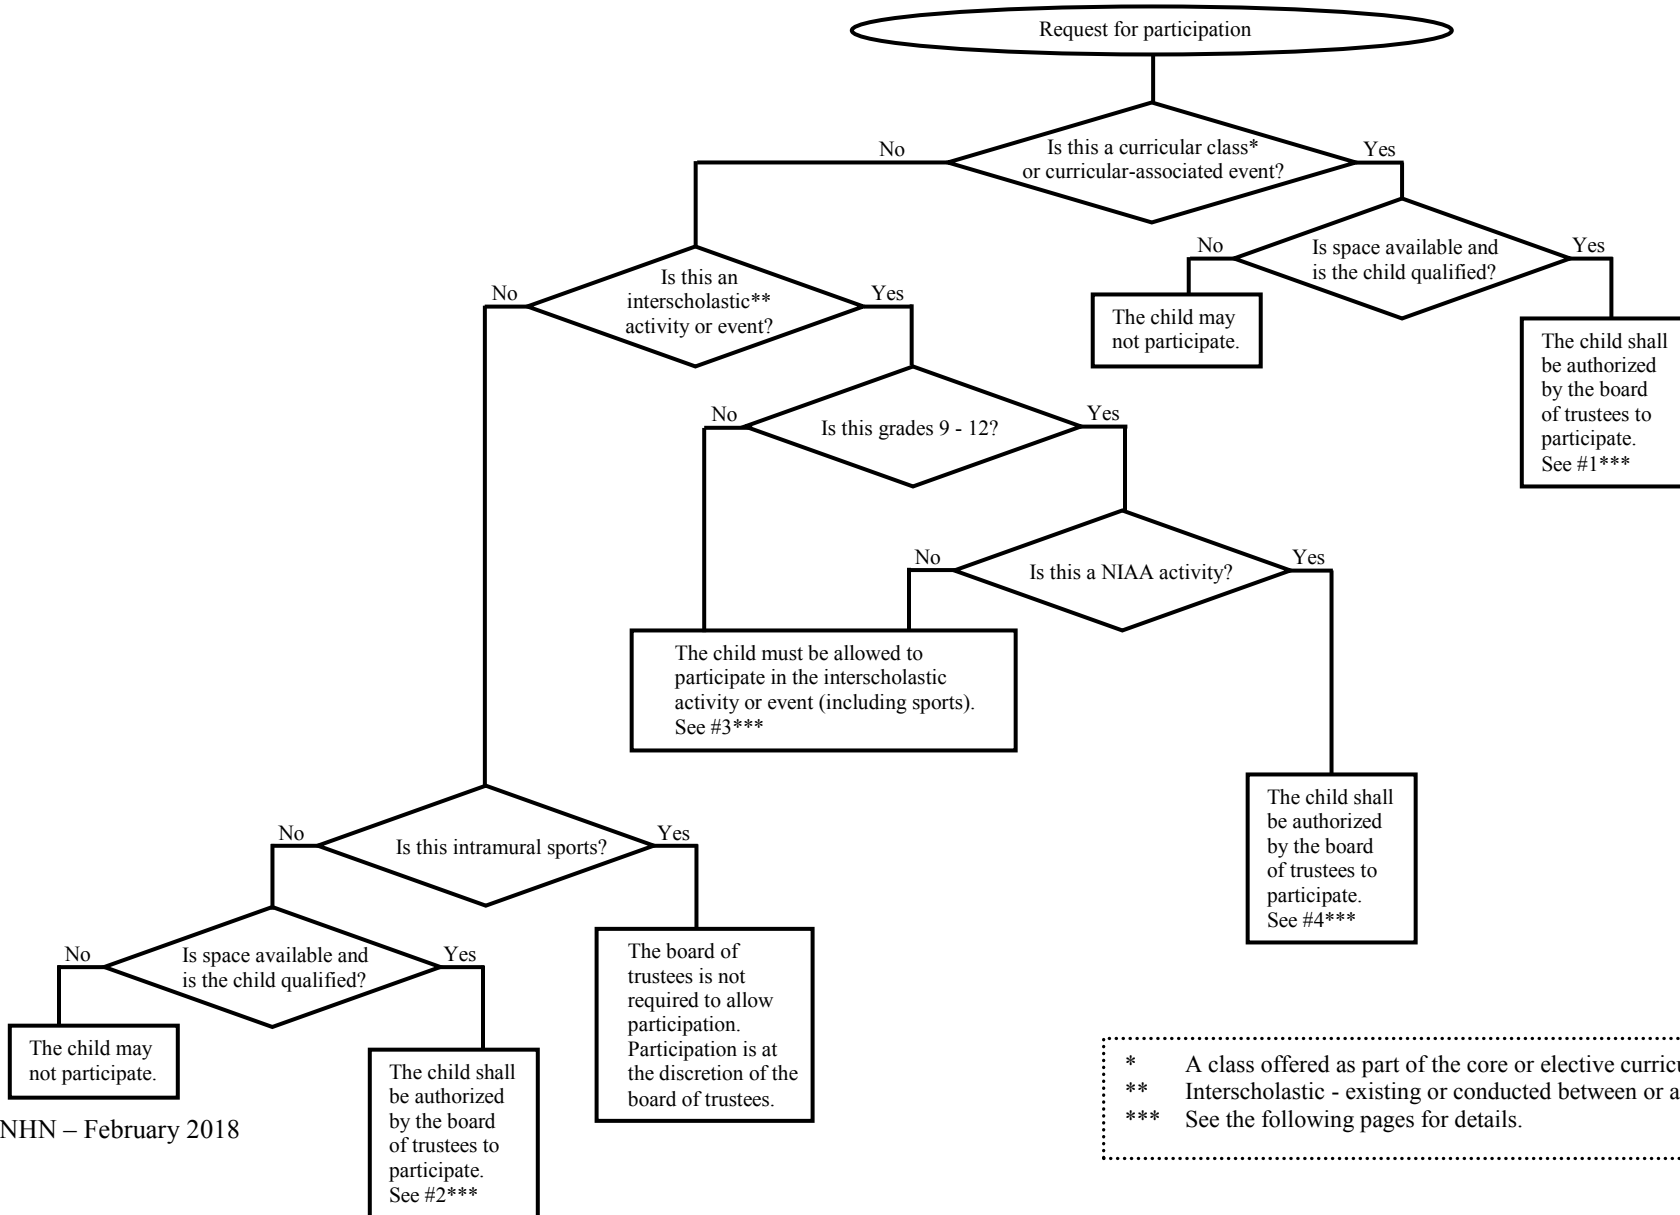 Request for participation
Is this a curricular class*
or curricular-associated event?
No
Yes
Is space available and
is the child qualified?
No
Yes
The child may
not participate.
The child shall
be authorized
by the board
of trustees to
participate.
See #1***
Is this an
interscholastic**
activity or event?
No
Yes
Is this grades 9 - 12?
No
Yes
Is this a NIAA activity?
No
Yes
The child must be allowed to
participate in the interscholastic
activity or event (including sports).
See #3***
The child shall
be authorized
by the board
of trustees to
participate.
See #4***
Is this intramural sports?
No
Yes
Is space available and
is the child qualified?
No
Yes
The board of
trustees is not
required to allow
participation.
Participation is at
the discretion of the
board of trustees.
The child may
not participate.
The child shall
be authorized
by the board
of trustees to
participate.
See #2***
* A class offered as part of the core or elective
** Interscholastic - existing or conducted between or
*** See the following pages for details.
NHN – February 2018